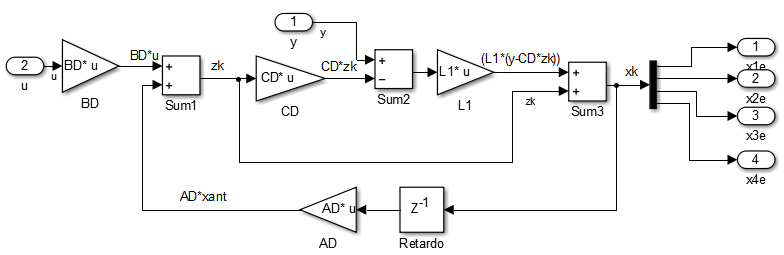 1
y
y
2
u
u
BD* u
BD
BD*u
+
+
Sum1
zk
CD* u
CD
CD*zk
+
−
Sum2
L1* u
L1
(L1*(y-CD*zk))
zk
+
+
Sum3
xk
1
x1e
2
x2e
3
x3e
4
x4e
AD*xant
AD* u
AD
Z-1
Retardo